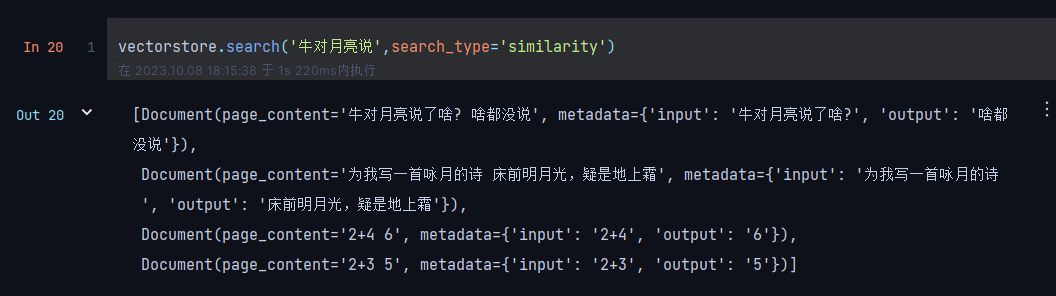 In 20 1 vectorstore.search('牛对月亮说',search_type='similarity')
在 2023.10.08 18:15:38 于 1s 220ms内执行
Out 20 [Document(page_content='牛对月亮说了啥? 啥都没说', metadata={'input': '牛对月亮说了啥?', 'output': '啥都
没说'}),
Document(page_content='为我写一首咏月的诗 床前明月光，疑是地上霜', metadata={'input': '为我写一首咏月的诗
', 'output': '床前明月光，疑是地上霜'}),
Document(page_content='2+4 6', metadata={'input': '2+4', 'output': '6'}),
Document(page_content='2+3 5', metadata={'input': '2+3', 'output': '5'})]